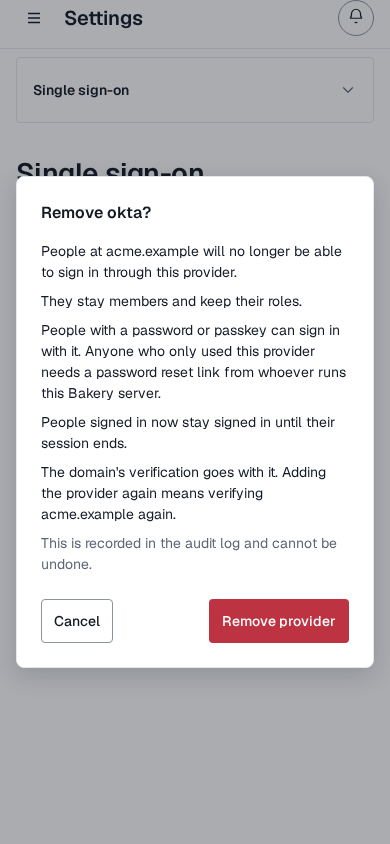 Settings
Single sign-on
Single sign-on
Remove okta?
People at acme.example will no longer be able
to sign in through this provider.
They stay members and keep their roles.
People with a password or passkey can sign in
with it. Anyone who only used this provider
needs a password reset link from whoever runs
this Bakery server.
People signed in now stay signed in until their
session ends.
The domain's verification goes with it. Adding
the provider again means verifying
acme.example again.
This is recorded in the audit log and cannot be
undone.
Cancel
Remove provider